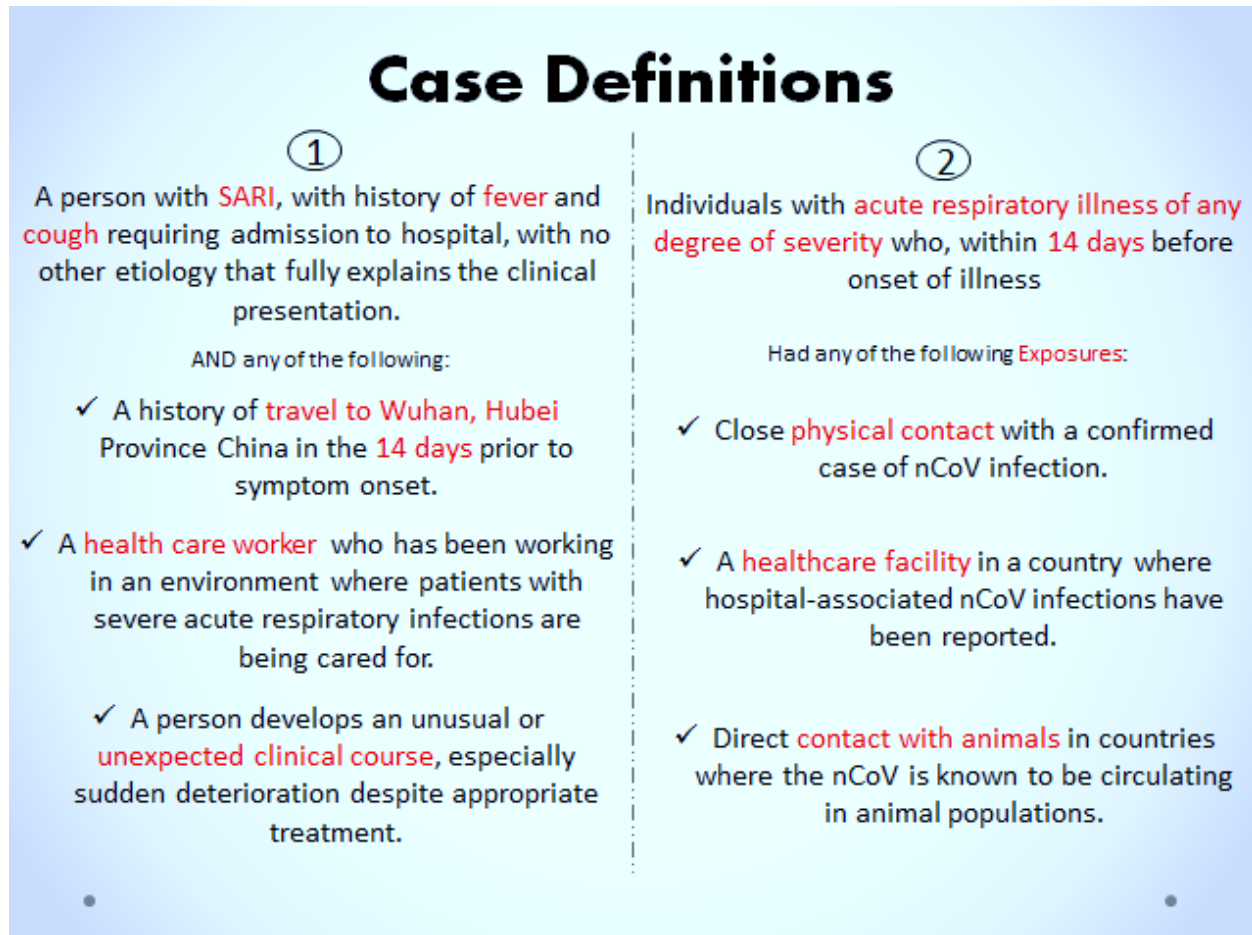 Case Definitions
1
A person with SARI, with history of fever and
cough requiring admission to hospital, with no
other etiology that fully explains the clinical
presentation.
AND any of the following:
✓ A history of travel to Wuhan, Hubei
Province China in the 14 days prior to
symptom onset.
✓ A health care worker who has been working
in an environment where patients with
severe acute respiratory infections are
being cared for.
✓ A person develops an unusual or
unexpected clinical course, especially
sudden deterioration despite appropriate
treatment.
2
Individuals with acute respiratory illness of any
degree of severity who, within 14 days before
onset of illness
Had any of the following Exposures:
✓ Close physical contact with a confirmed
case of nCoV infection.
✓ A healthcare facility in a country where
hospital-associated nCoV infections have
been reported.
✓ Direct contact with animals in countries
where the nCoV is known to be circulating
in animal populations.